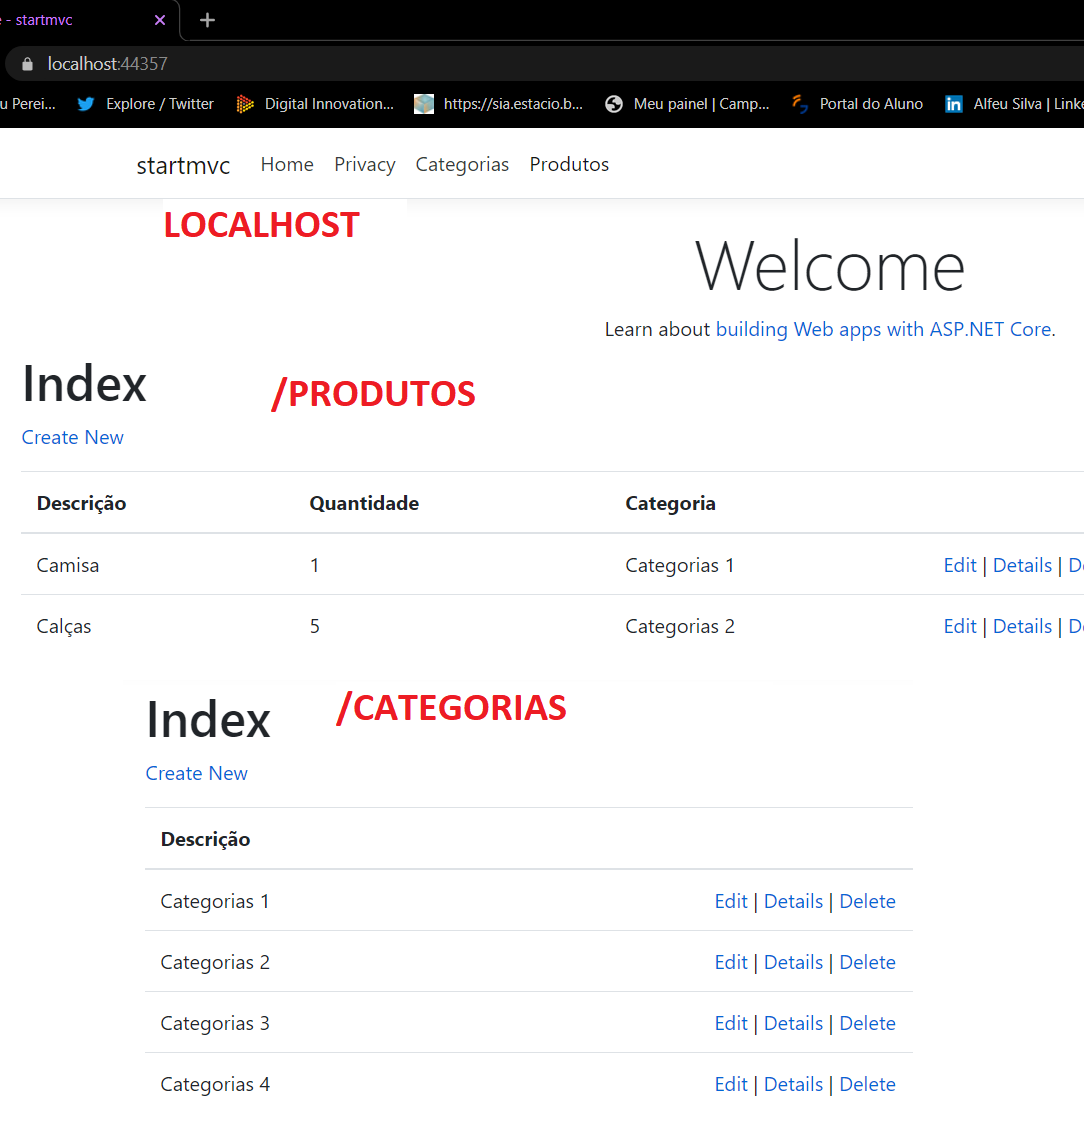 - startmvc
localhost:44357
Explore / Twitter Digital Innovation... https://sia.estacio.b... Meu painel | Camp... Portal do Aluno Alfeu Silva |
startmvc Home Privacy Categorias Produtos
LOCALHOST
Welcome
Learn about building Web apps with ASP.NET Core.
Index
/PRODUTOS
Create New
Descrição Quantidade Categoria
Camisa 1 Categorias 1 Edit | Details |
Calças 5 Categorias 2 Edit | Details |
Index
/CATEGORIAS
Create New
Descrição
Categorias 1 Edit | Details | Delete
Categorias 2 Edit | Details | Delete
Categorias 3 Edit | Details | Delete
Categorias 4 Edit | Details | Delete